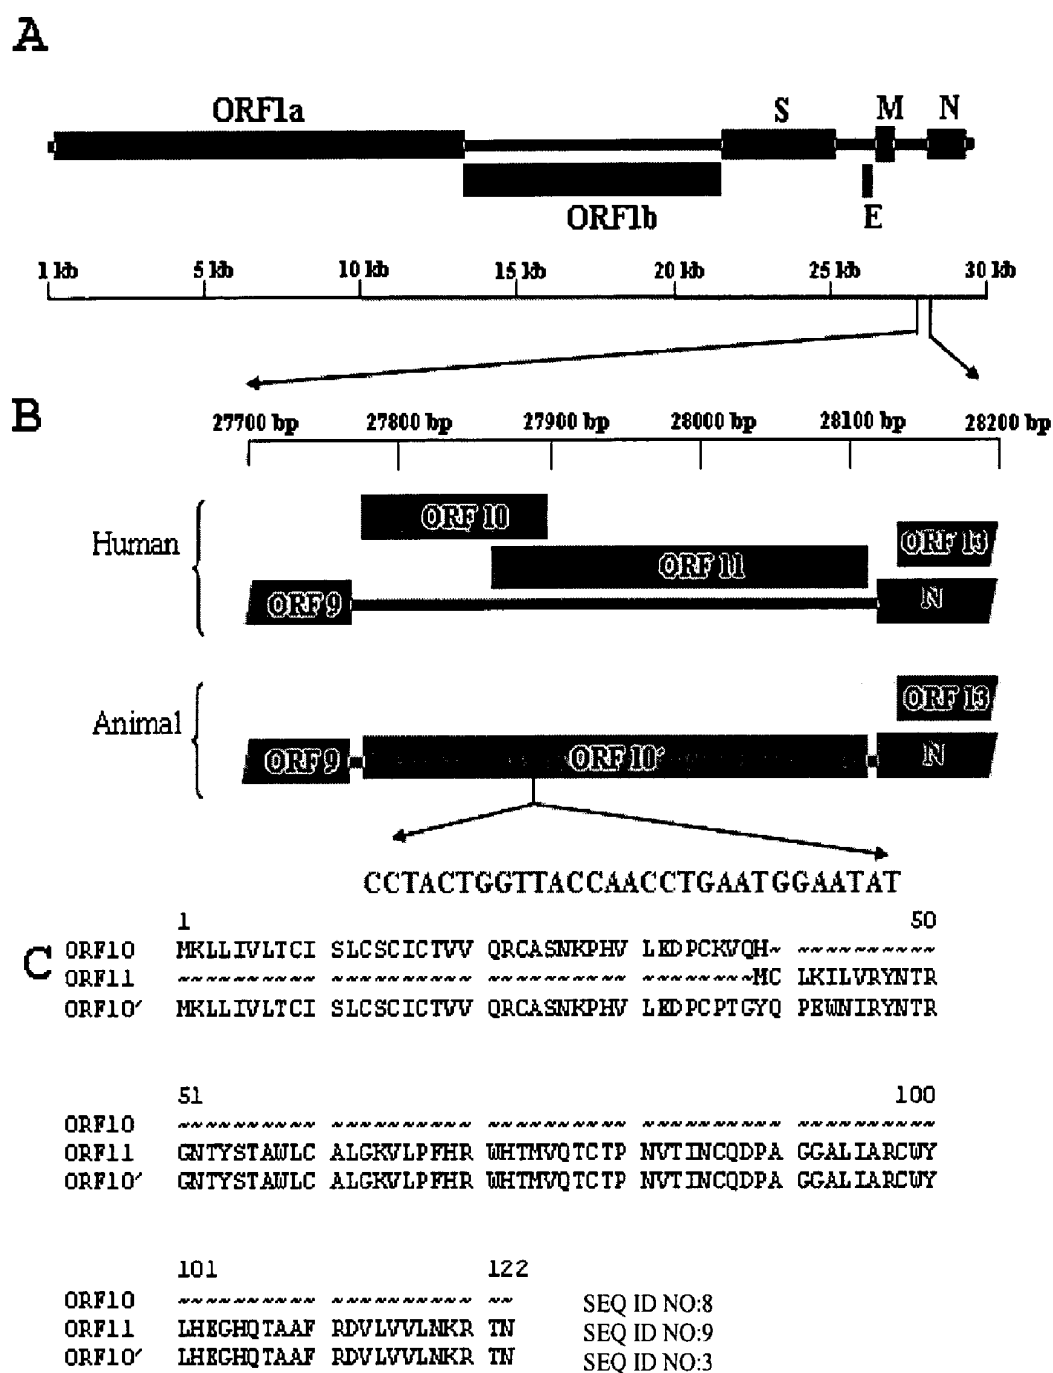 A
ORF1a S M N
ORF1b E
1 kb 5 kb 10 kb 15 kb 20 kb 25 kb 30 kb
B
27700 bp 27800 bp 27900 bp 28000 bp 28100 bp 28200 bp
Human
ORF 10
ORF 13
ORF 11
ORF 9 N
Animal
ORF 13
ORF 9 ORF 10´ N
CCTACTGGTTACCAACCTGAATGGAATAT
C
1 50
ORF10 MKLLIVLTCI SLCSCICTVV QRCASNKPHV LEDPCKVQH~ ~~~~~~~~~~
ORF11 ~~~~~~~~~~ ~~~~~~~~~~ ~~~~~~~~~~ ~~~~~~~~MC LKILVRYNTR
ORF10´ MKLLIVLTCI SLCSCICTVV QRCASNKPHV LEDPCPTGYQ PEWNIRYNTR
51 100
ORF10 ~~~~~~~~~~ ~~~~~~~~~~ ~~~~~~~~~~ ~~~~~~~~~~ ~~~~~~~~~~
ORF11 GNTYSTAWLC ALGKVLPFHR WHTMVQTCTP NVTINCQDPA GGALIARCWY
ORF10´ GNTYSTAWLC ALGKVLPFHR WHTMVQTCTP NVTINCQDPA GGALIARCWY
101 122
ORF10 ~~~~~~~~~~ ~~~~~~~~~~ ~~ SEQ ID NO:8
ORF11 LHEGHQTAAF RDVLVVLNKR TN SEQ ID NO:9
ORF10´ LHEGHQTAAF RDVLVVLNKR TN SEQ ID NO:3